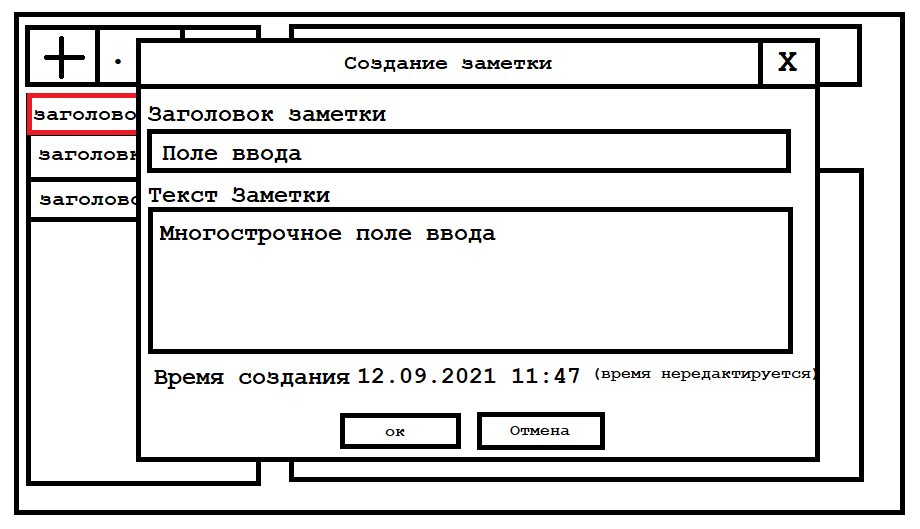 Создание заметки
X
Заголовок заметки
Поле ввода
Текст Заметки
Многострочное поле ввода
Время создания 12.09.2021 11:47 (время нередактируется)
ок
Отмена
заголово
заголовк
заголово